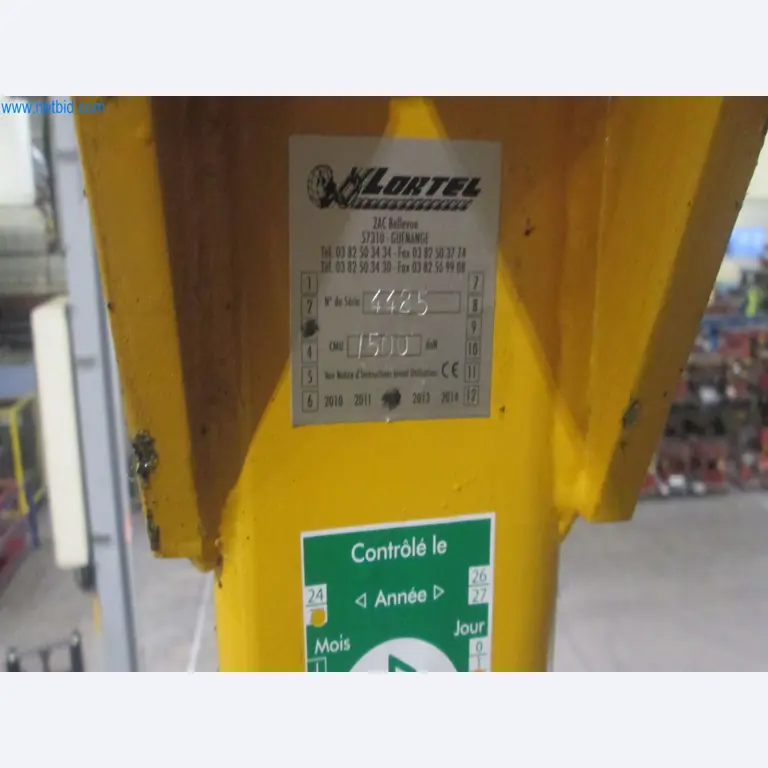 www.netbid.com
LORTEL
ZAC Bellevue
57310 - GUENANGE
Tél. 03 82 50 34 34 - Fax 03 82 50 37 74
Tél. 03 82 50 34 30 - Fax 03 82 56 99 08
1 7
2 N° de Série 4485 8
9
4 CMU 1500 daN 10
5 Voir Notice d'Instructions avant Utilisation CE 11
6 2010 2011 2013 2014 12
Contrôlé le
24 Année 26
27
Mois Jour 0
1 1